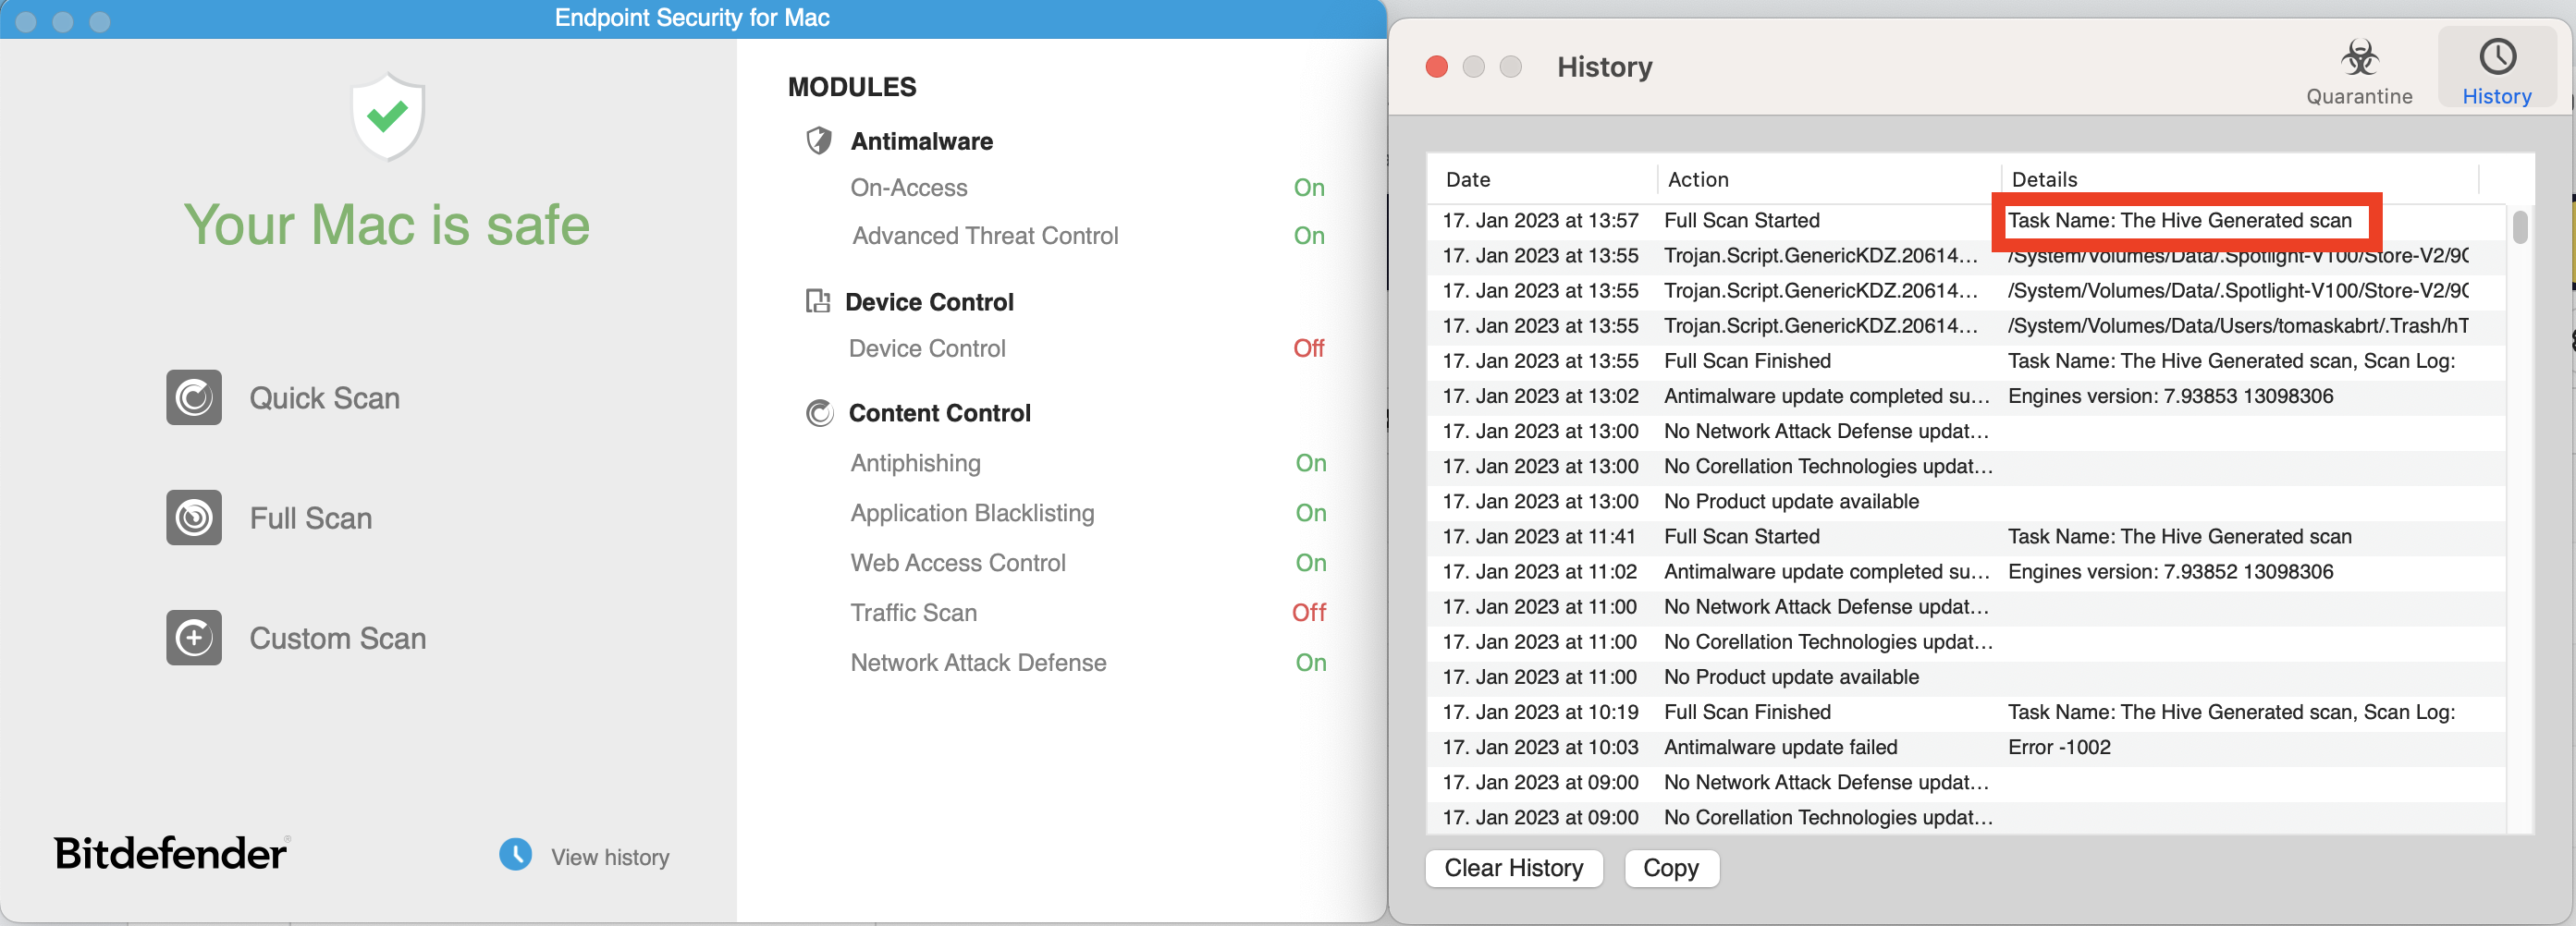 Endpoint Security for Mac
Your Mac is safe
Quick Scan
Full Scan
Custom Scan
Bitdefender
View history
MODULES
Antimalware
On-Access On
Advanced Threat Control On
Device Control
Device Control Off
Content Control
Antiphishing On
Application Blacklisting On
Web Access Control On
Traffic Scan Off
Network Attack Defense On
History
Quarantine
History
Date Action Details
17. Jan 2023 at 13:57 Full Scan Started Task Name: The Hive Generated scan
17. Jan 2023 at 13:55 Trojan.Script.GenericKDZ.20614... /System/Volumes/Data/.Spotlight-V100/Store-V2/9C
17. Jan 2023 at 13:55 Trojan.Script.GenericKDZ.20614... /System/Volumes/Data/.Spotlight-V100/Store-V2/9C
17. Jan 2023 at 13:55 Trojan.Script.GenericKDZ.20614... /System/Volumes/Data/Users/tomaskabrt/.Trash/hT
17. Jan 2023 at 13:55 Full Scan Finished Task Name: The Hive Generated scan, Scan Log:
17. Jan 2023 at 13:02 Antimalware update completed su... Engines version: 7.93853 13098306
17. Jan 2023 at 13:00 No Network Attack Defense updat...
17. Jan 2023 at 13:00 No Corellation Technologies updat...
17. Jan 2023 at 13:00 No Product update available
17. Jan 2023 at 11:41 Full Scan Started Task Name: The Hive Generated scan
17. Jan 2023 at 11:02 Antimalware update completed su... Engines version: 7.93852 13098306
17. Jan 2023 at 11:00 No Network Attack Defense updat...
17. Jan 2023 at 11:00 No Corellation Technologies updat...
17. Jan 2023 at 11:00 No Product update available
17. Jan 2023 at 10:19 Full Scan Finished Task Name: The Hive Generated scan, Scan Log:
17. Jan 2023 at 10:03 Antimalware update failed Error -1002
17. Jan 2023 at 09:00 No Network Attack Defense updat...
17. Jan 2023 at 09:00 No Corellation Technologies updat...
Clear History
Copy